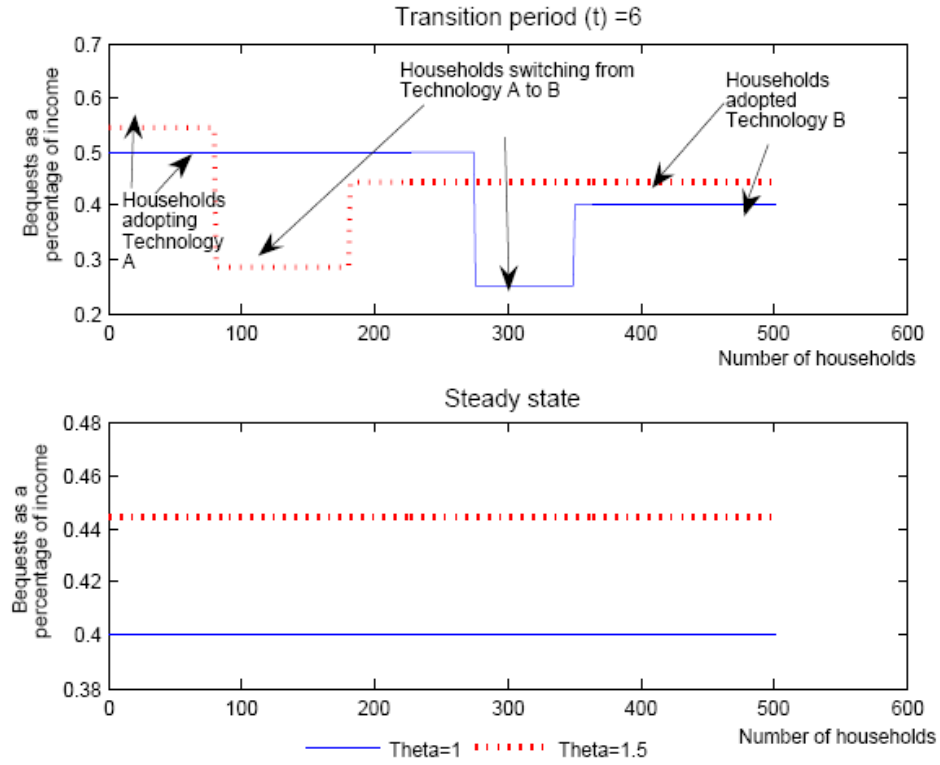 Transition period (t) =6
Bequests as a
percentage of income
0.7
0.6
0.5
0.4
0.3
0.2
Households switching from
Technology A to B
Households
adopted
Technology B
Households
adopting
Technology
A
0 100 200 300 400 500 600
Number of households
Steady state
Bequests as a
percentage of income
0.48
0.46
0.44
0.42
0.4
0.38
0 100 200 300 400 500 600
Number of households
Theta=1 Theta=1.5